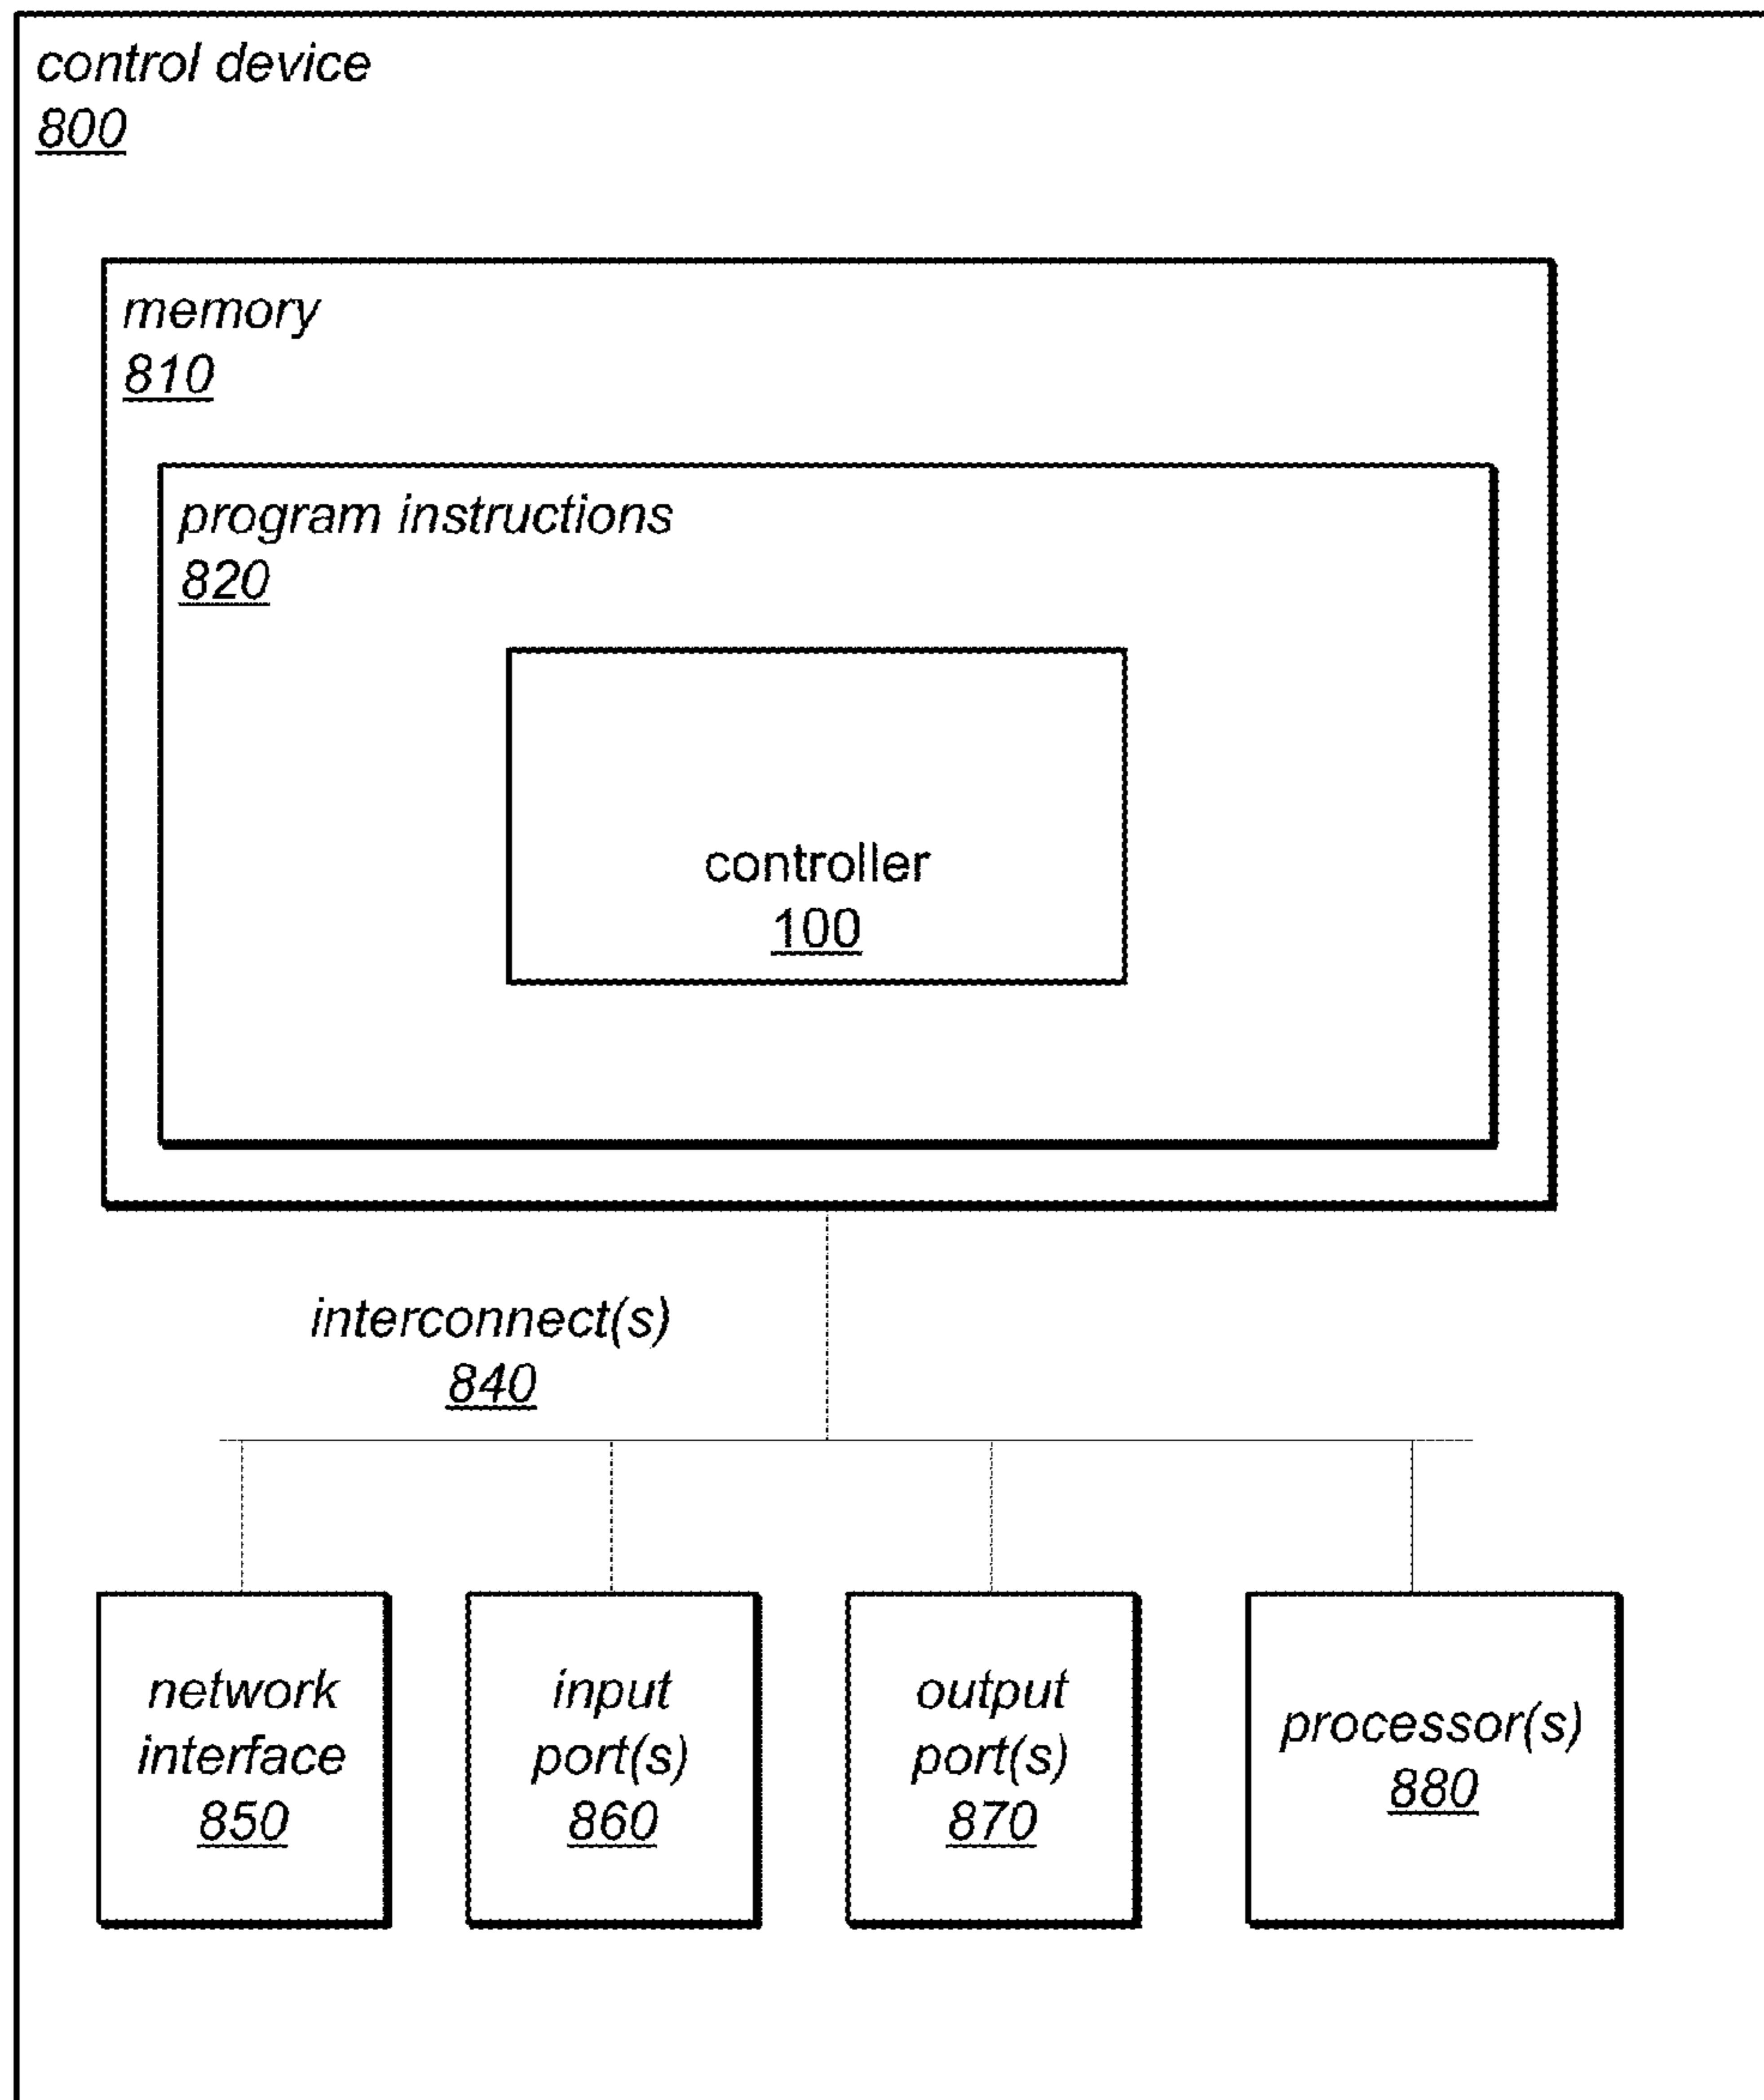 control device
800
memory
810
program instructions
820
controller
100
interconnect(s)
840
network
interface
850
input
port(s)
860
output
port(s)
870
processor(s)
880